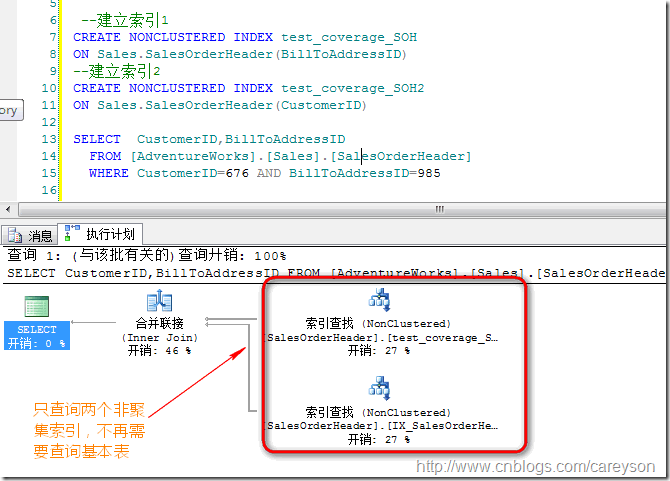 5
6 --建立索引1
7 CREATE NONCLUSTERED INDEX test_coverage_SOH
8 ON Sales.SalesOrderHeader(BillToAddressID)
9 --建立索引2
10 CREATE NONCLUSTERED INDEX test_coverage_SOH2
11 ON Sales.SalesOrderHeader(CustomerID)
12
13 SELECT CustomerID,BillToAddressID
14 FROM [AdventureWorks].[Sales].[SalesOrderHeader]
15 WHERE CustomerID=676 AND BillToAddressID=985
16
ory
消息 执行计划
查询 1: (与该批有关的)查询开销: 100%
SELECT CustomerID,BillToAddressID FROM [AdventureWorks].[Sales].[SalesOrderHeade
SELECT
开销: 0 %
合并联接
(Inner Join)
开销: 46 %
索引查找 (NonClustered)
[SalesOrderHeader].[test_coverage_S…
开销: 27 %
索引查找 (NonClustered)
[SalesOrderHeader].[IX_SalesOrderHe…
开销: 27 %
只查询两个非聚
集索引，不再需
要查询基本表
http://www.cnblogs.com/careyson